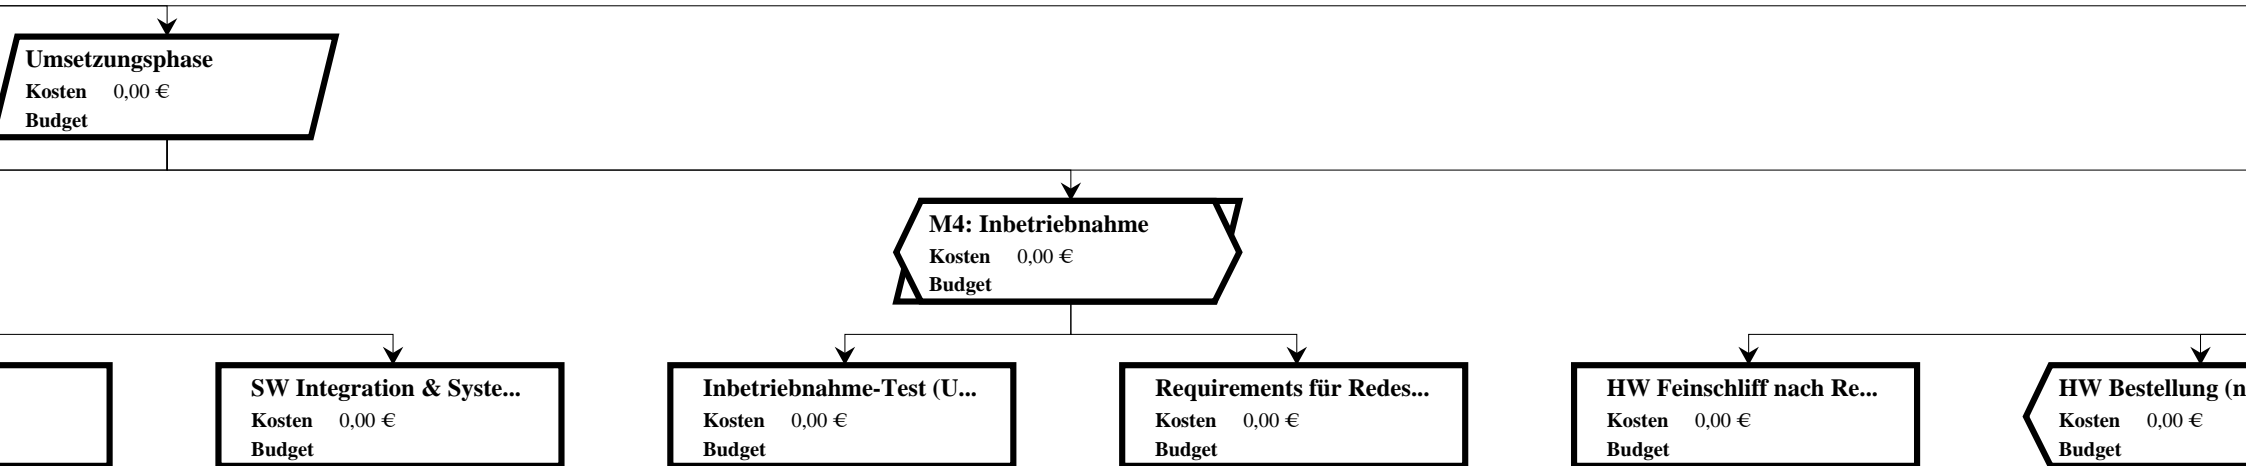 Umsetzungsphase
Kosten 0,00 €
Budget
M4: Inbetriebnahme
Kosten 0,00 €
Budget
SW Integration & Syste...
Kosten 0,00 €
Budget
Inbetriebnahme-Test (U...
Kosten 0,00 €
Budget
Requirements für Redes...
Kosten 0,00 €
Budget
HW Feinschliff nach Re...
Kosten 0,00 €
Budget
HW Bestellung (n
Kosten 0,00 €
Budget